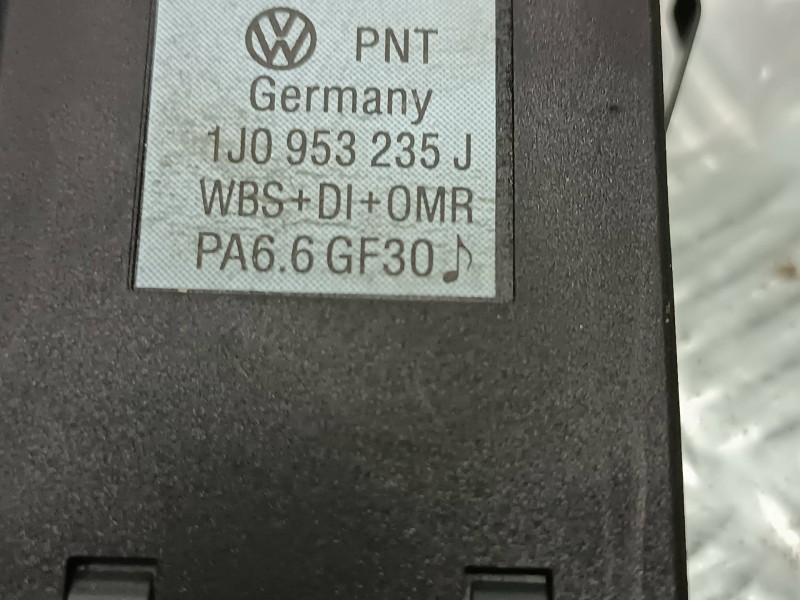 PNT
Germany
1J0 953 235 J
WBS+DI+OMR
PA6.6 GF30♪